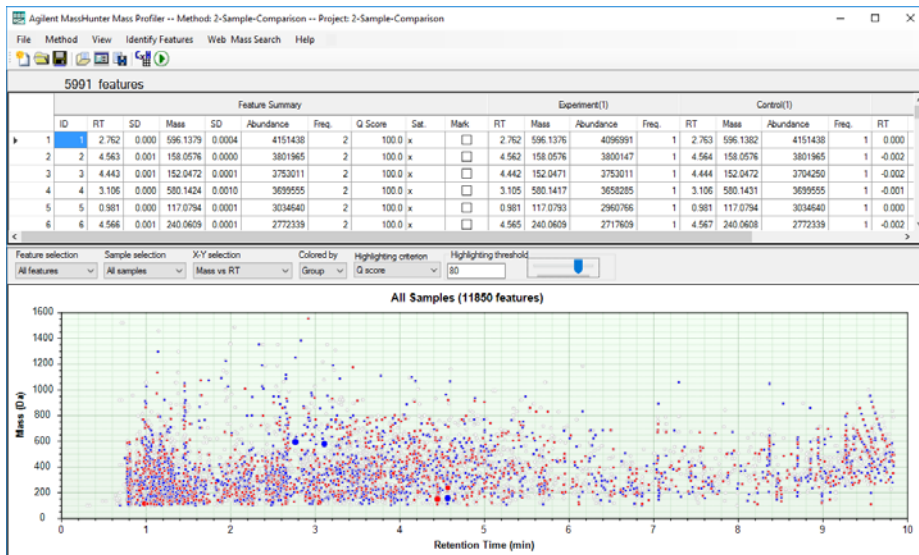 Agilent MassHunter Mass Profiler -- Method: 2-Sample-Comparison -- Project: 2-Sample-Comparison
File Method View Identify Features Web Mass Search Help
5991 features
Feature Summary Experiment(1) Control(1)
ID RT SD Mass SD Abundance Freq. Q Score Sat. Mark RT Mass Abundance Freq. RT Mass Abundance Freq. RT
1 1 2.762 0.000 596.1379 0.0004 4151438 2 100.0 x 2.762 596.1379 4096991 1 2.763 596.1382 4151438 1 0.000
2 2 4.563 0.001 158.0576 0.0000 3801965 2 100.0 x 4.562 158.0576 3800147 1 4.564 158.0576 3801965 1 -0.002
3 3 4.443 0.001 152.0472 0.0001 3753011 2 100.0 x 4.442 152.0471 3753011 1 4.444 152.0472 3704250 1 -0.002
4 4 3.106 0.000 580.1424 0.0010 3699555 2 100.0 x 3.105 580.1417 3658285 1 3.106 580.1431 3699555 1 -0.001
5 5 0.981 0.000 117.0794 0.0001 3034640 2 100.0 x 0.981 117.0793 2960766 1 0.981 117.0794 3034640 1 0.000
6 6 4.566 0.001 240.0609 0.0001 2772339 2 100.0 x 4.565 240.0609 2717609 1 4.567 240.0608 2772339 1 -0.002
Feature selection Sample selection X-Y selection Colored by Highlighting criterion Highlighting threshold
All features All samples Mass vs RT Group Q score 80
All Samples (11850 features)
1600
1400
1200
1000
800
600
400
200
0
Mass (Da)
0 1 2 3 4 5 6 7 8 9 10
Retention Time (min)